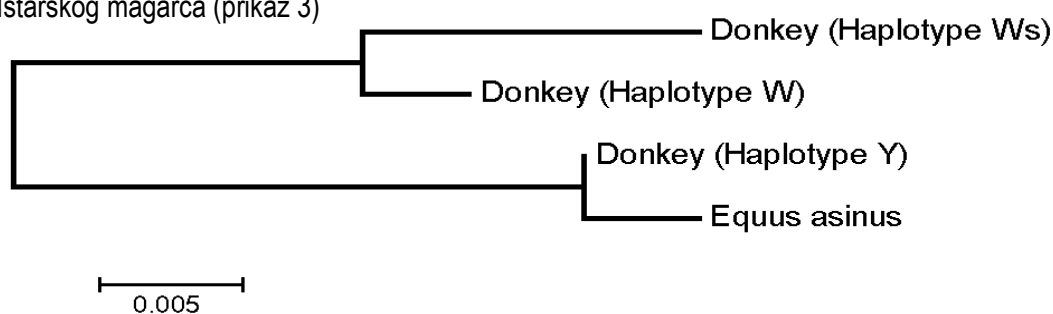 Istarskog magarca (prikaz 3)
Donkey (Haplotype Ws)
Donkey (Haplotype W)
Donkey (Haplotype Y)
Equus asinus
0.005